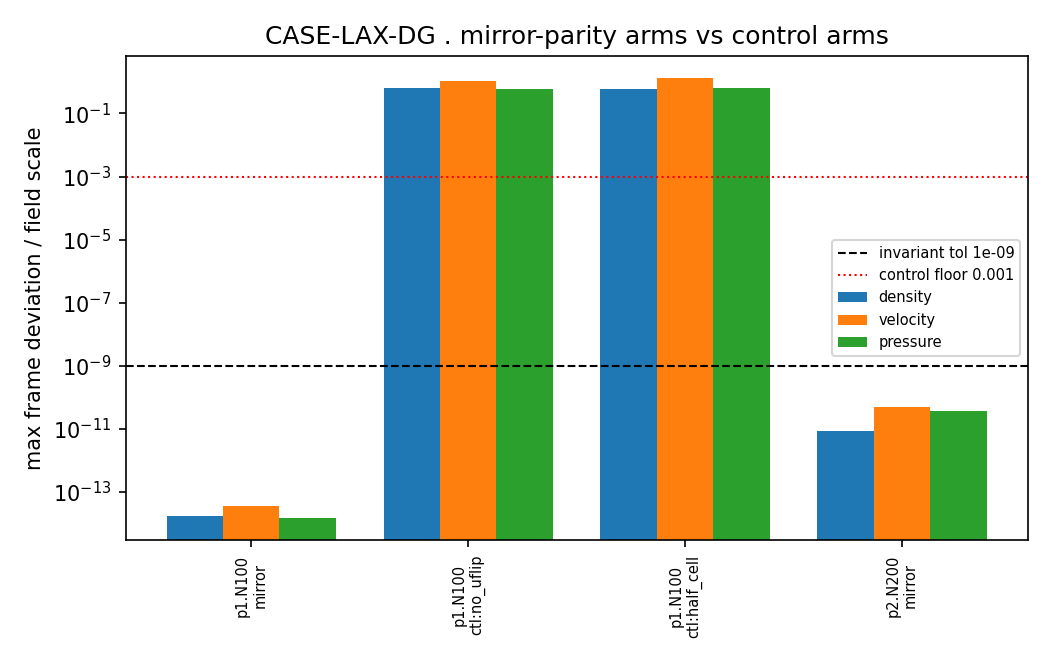 CASE-LAX-DG . mirror-parity arms vs control arms
max frame deviation / field scale
10⁻¹
10⁻³
10⁻⁵
10⁻⁷
10⁻⁹
10⁻¹¹
10⁻¹³
invariant tol 1e-09
control floor 0.001
density
velocity
pressure
p1.N100
mirror
p1.N100
ctl:no_uflip
p1.N100
ctl:half_cell
p2.N200
mirror